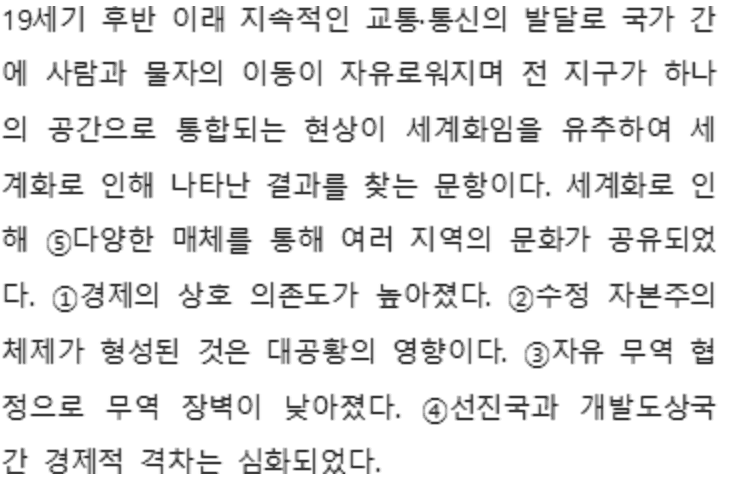 19세기 후반 이래 지속적인 교통·통신의 발달로 국가 간
에 사람과 물자의 이동이 자유로워지며 전 지구가 하나
의 공간으로 통합되는 현상이 세계화임을 유추하여 세
계화로 인해 나타난 결과를 찾는 문항이다. 세계화로 인
해 ⑤다양한 매체를 통해 여러 지역의 문화가 공유되었
다. ①경제의 상호 의존도가 높아졌다. ②수정 자본주의
체제가 형성된 것은 대공황의 영향이다. ③자유 무역 협
정으로 무역 장벽이 낮아졌다. ④선진국과 개발도상국
간 경제적 격차는 심화되었다.